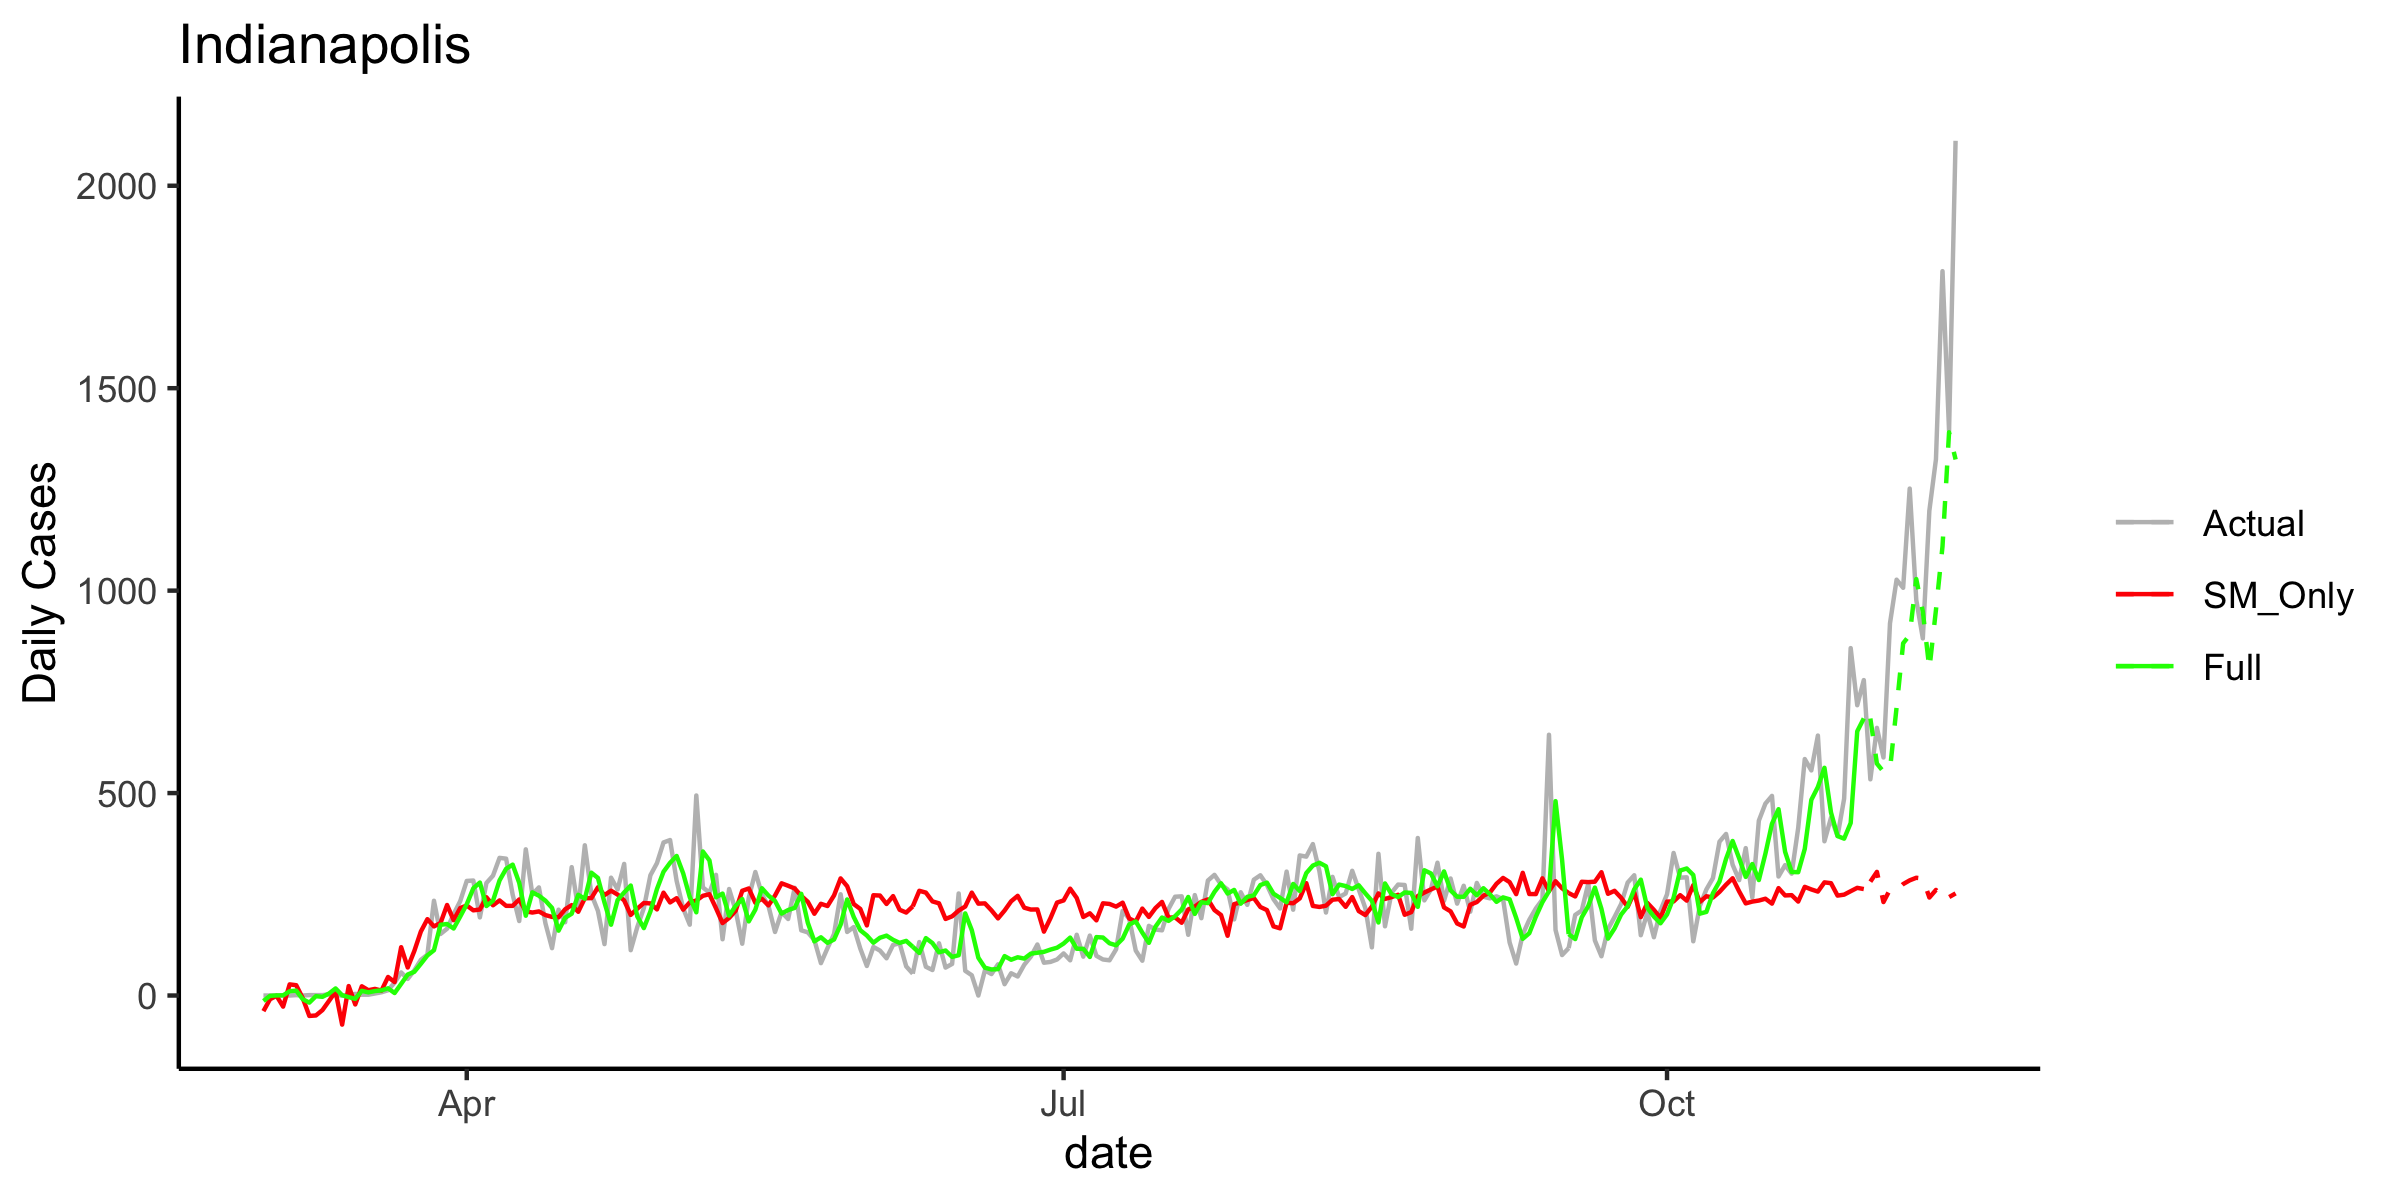 Indianapolis
Daily Cases
2000
1500
1000
500
0
Apr
Jul
Oct
date
Actual
SM_Only
Full